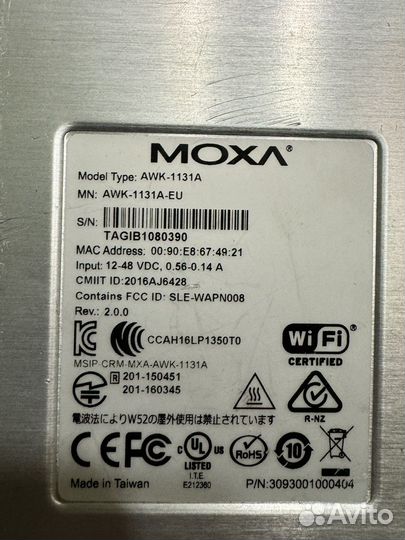 MOXA®
Model Type: AWK-1131A
MN: AWK-1131A-EU
S/N:
TAGIB1080390
MAC Address: 00:90:E8:67:49:21
Input: 12-48 VDC, 0.56-0.14 A
CMIIT ID:2016AJ6428
Contains FCC ID: SLE-WAPN008
Rev.: 2.0.0
CCAH16LP1350T0
Wi Fi
CERTIFIED
MSIP-CRM-MXA-AWK-1131A
R 201-150451
201-160345
R-NZ
電波法によりW52の屋外使用は禁止されています
CE FC c UL us RoHS 10
LISTED
I.T.E.
E212360
Made in Taiwan
P/N:3093001000404
Avito